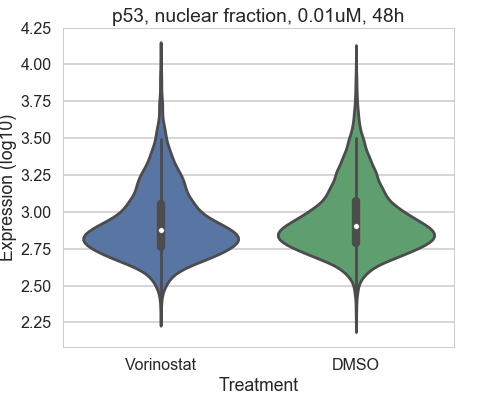 p53, nuclear fraction, 0.01uM, 48h
Expression (log10)
4.25
4.00
3.75
3.50
3.25
3.00
2.75
2.50
2.25
Vorinostat DMSO
Treatment